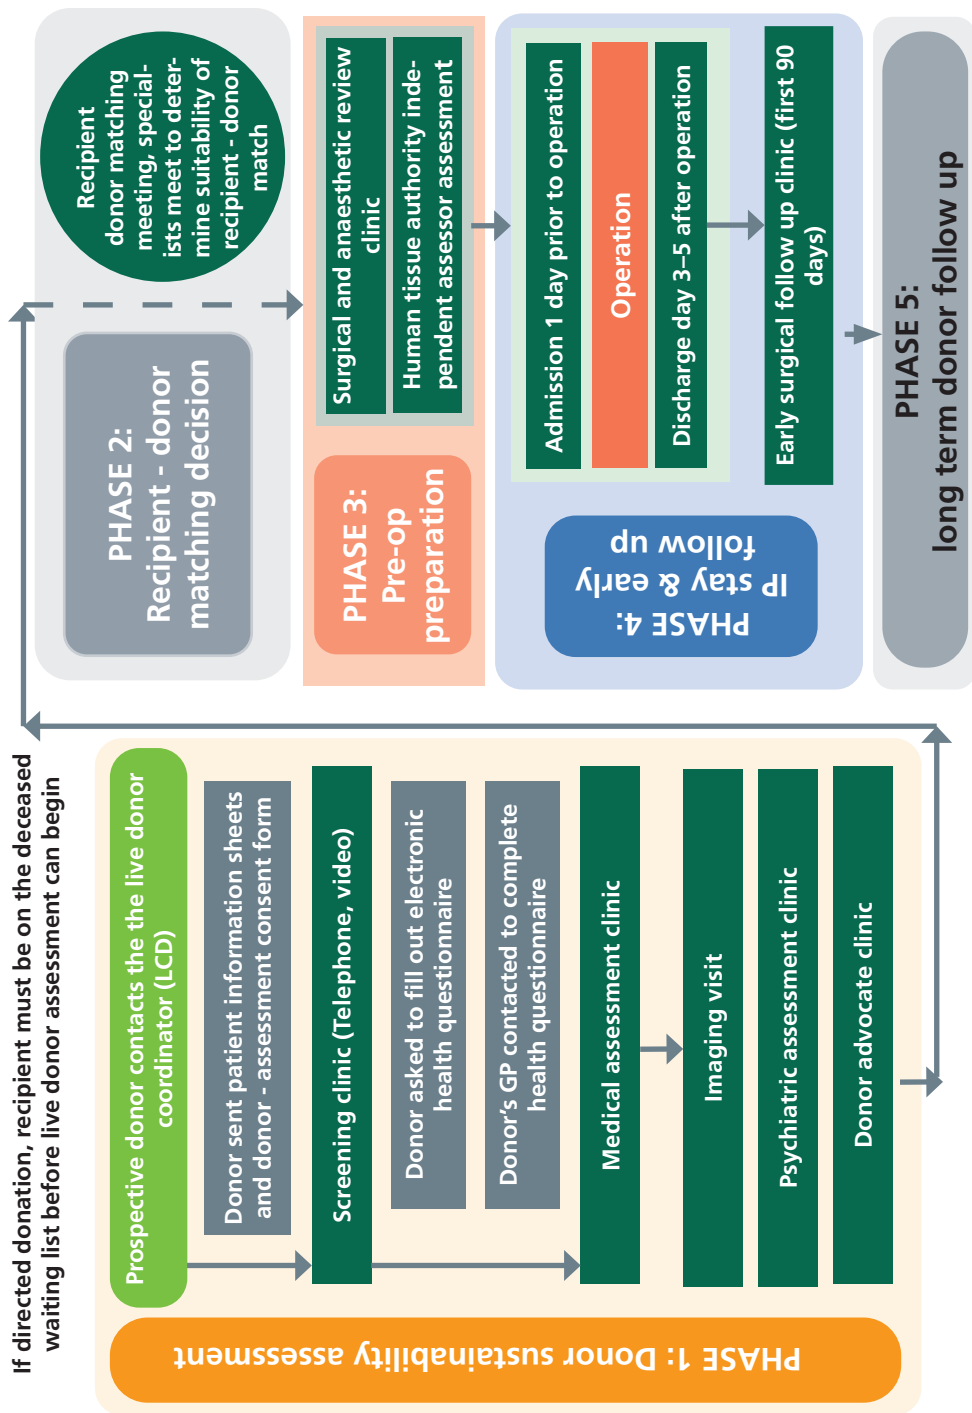 If directed donation, recipient must be on the deceased
waiting list before live donor assessment can begin
PHASE 1: Donor sustainability assessment
Prospective donor contacts the the live donor
coordinator (LCD)
Donor sent patient information sheets
and donor - assessment consent form
Screening clinic (Telephone, video)
Donor asked to fill out electronic
health questionnaire
Donor's GP contacted to complete
health questionnaire
Medical assessment clinic
Imaging visit
Psychiatric assessment clinic
Donor advocate clinic
PHASE 2:
Recipient - donor
matching decision
Recipient
donor matching
meeting, special-
ists meet to deter-
mine suitability of
recipient - donor
match
PHASE 3:
Pre-op
preparation
Surgical and anaesthetic review
clinic
Human tissue authority inde-
pendent assessor assessment
PHASE 4:
IP stay & early
follow up
Admission 1 day prior to operation
Operation
Discharge day 3–5 after operation
Early surgical follow up clinic (first 90
days)
PHASE 5:
long term donor follow up